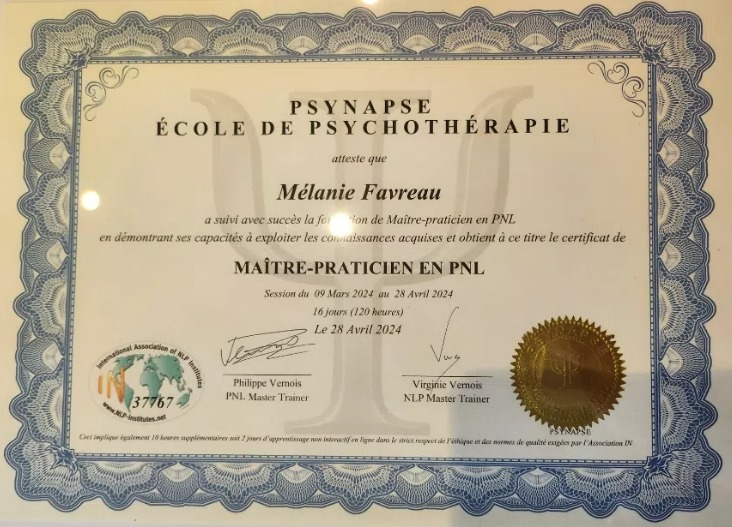 PSYNAPSE
ÉCOLE DE PSYCHOTHÉRAPIE
atteste que
Mélanie Favreau
a suivi avec succès la formation de Maître-praticien en PNL
en démontrant ses capacités à exploiter les connaissances acquises et obtient à ce titre le certificat de
MAÎTRE-PRATICIEN EN PNL
Session du 09 Mars 2024 au 28 Avril 2024
16 jours (120 heures)
Le 28 Avril 2024
International Association of NLP Institutes
IN
37767
www.NLP-Institutes.net
Philippe Vernois
PNL Master Trainer
Virginie Vernois
NLP Master Trainer
PSYNAPSE
Ceci implique également 16 heures supplémentaires soit 2 jours d'apprentissage non interactif en ligne dans le strict respect de l'éthique et des normes de qualité exigées par l'Association IN